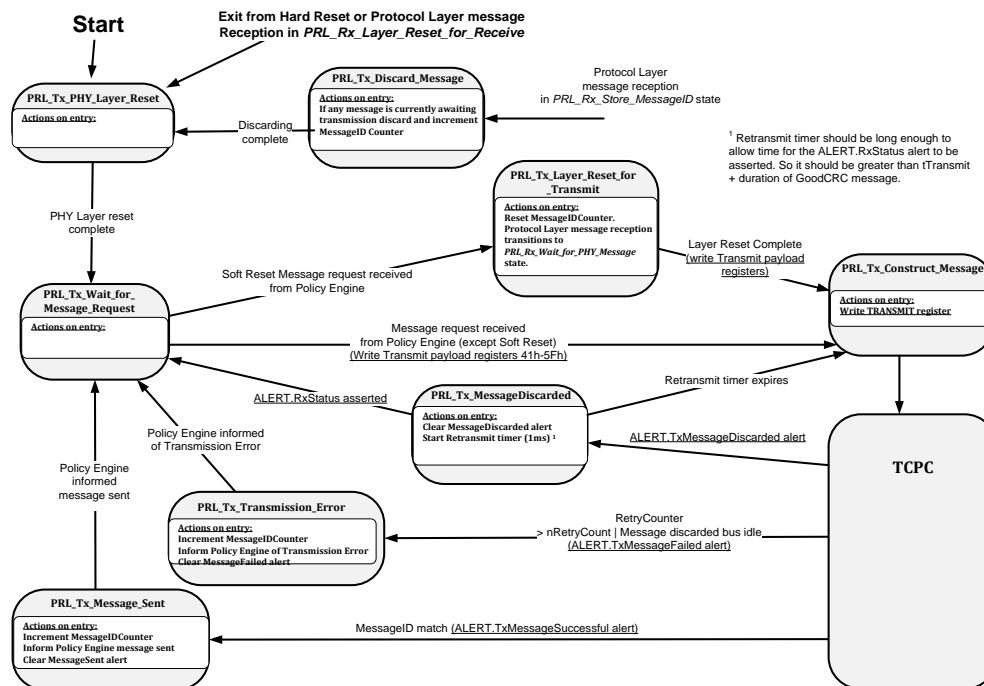 Start
Exit from Hard Reset or Protocol Layer message
Reception in PRL_Rx_Layer_Reset_for_Receive
PRL_Tx_PHY_Layer_Reset
Actions on entry:
PRL_Tx_Discard_Message
Actions on entry:
If any message is currently awaiting
transmission discard and increment
MessageID Counter
Discarding
complete
Protocol Layer
message reception
in PRL_Rx_Store_MessageID state
¹ Retransmit timer should be long enough to
allow time for the ALERT.RxStatus alert to be
asserted. So it should be greater than tTransmit
+ duration of GoodCRC message.
PHY Layer reset
complete
PRL_Tx_Layer_Reset_for
_Transmit
Actions on entry:
Reset MessageIDCounter.
Protocol Layer message reception
transitions to
PRL_Rx_Wait_for_PHY_Message
state.
Layer Reset Complete
(write Transmit payload
registers)
Soft Reset Message request received
from Policy Engine
PRL_Tx_Construct_Message
Actions on entry:
Write TRANSMIT register
PRL_Tx_Wait_for_
Message_Request
Actions on entry:
Message request received
from Policy Engine (except Soft Reset)
(Write Transmit payload registers 41h-5Fh)
Retransmit timer expires
ALERT.RxStatus asserted
PRL_Tx_MessageDiscarded
Actions on entry:
Clear MessageDiscarded alert
Start Retransmit timer (1ms) ¹
ALERT.TxMessageDiscarded alert
TCPC
Policy Engine informed
of Transmission Error
Policy Engine
informed
message sent
PRL_Tx_Transmission_Error
Actions on entry:
Increment MessageIDCounter
Inform Policy Engine of Transmission Error
Clear MessageFailed alert
RetryCounter
> nRetryCount | Message discarded bus idle
(ALERT.TxMessageFailed alert)
PRL_Tx_Message_Sent
Actions on entry:
Increment MessageIDCounter
Inform Policy Engine message sent
Clear MessageSent alert
MessageID match (ALERT.TxMessageSuccessful alert)